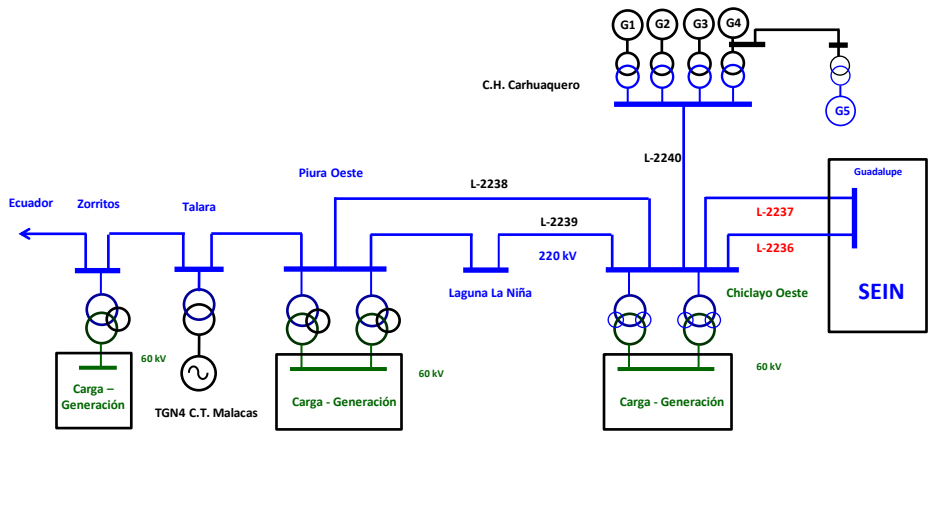 G1
G2
G3
G4
C.H. Carhuaquero
G5
L-2240
Piura Oeste
L-2238
Guadalupe
Ecuador
Zorritos
Talara
L-2239
L-2237
220 kV
L-2236
Laguna La Niña
Chiclayo Oeste
SEIN
60 kV
60 kV
60 kV
Carga –
Generación
TGN4 C.T. Malacas
Carga - Generación
Carga - Generación